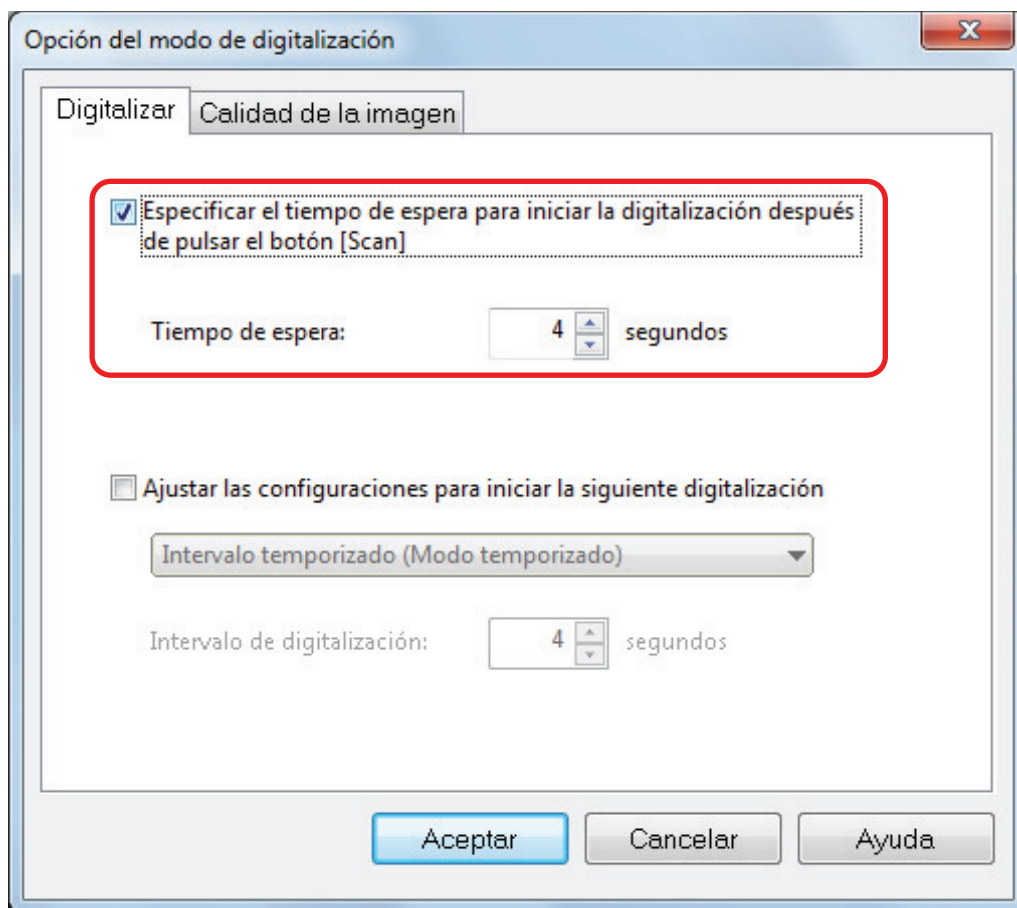 Opción del modo de digitalización
Digitalizar
Calidad de la imagen
Especificar el tiempo de espera para iniciar la digitalización después
de pulsar el botón [Scan]
Tiempo de espera:
4
segundos
Ajustar las configuraciones para iniciar la siguiente digitalización
Intervalo temporizado (Modo temporizado)
Intervalo de digitalización:
4
segundos
Aceptar
Cancelar
Ayuda